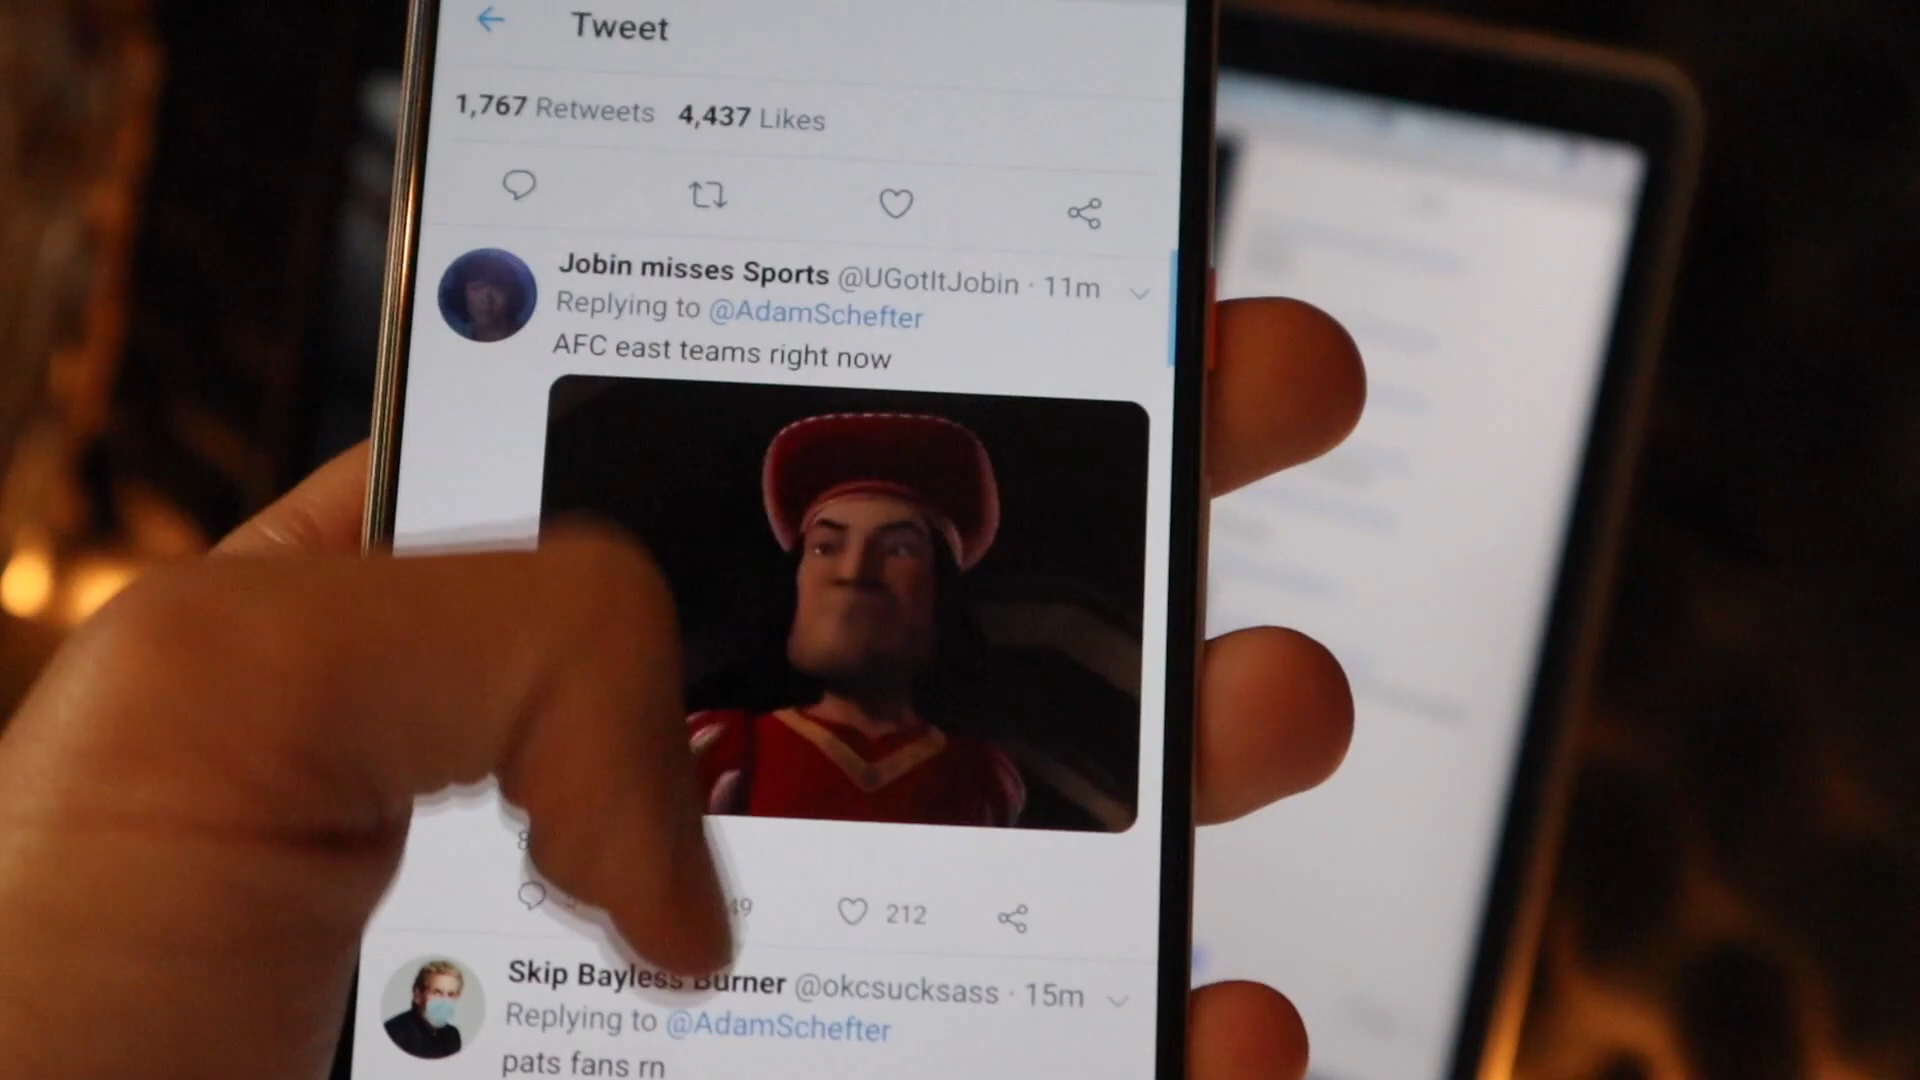 Tweet
1,767 Retweets 4,437 Likes
Jobin misses Sports @UGotItJobin · 11m
Replying to @AdamSchefter
AFC east teams right now
212
Skip Bayless Burner @okcsucksass · 15m
Replying to @AdamSchefter
pats fans rn